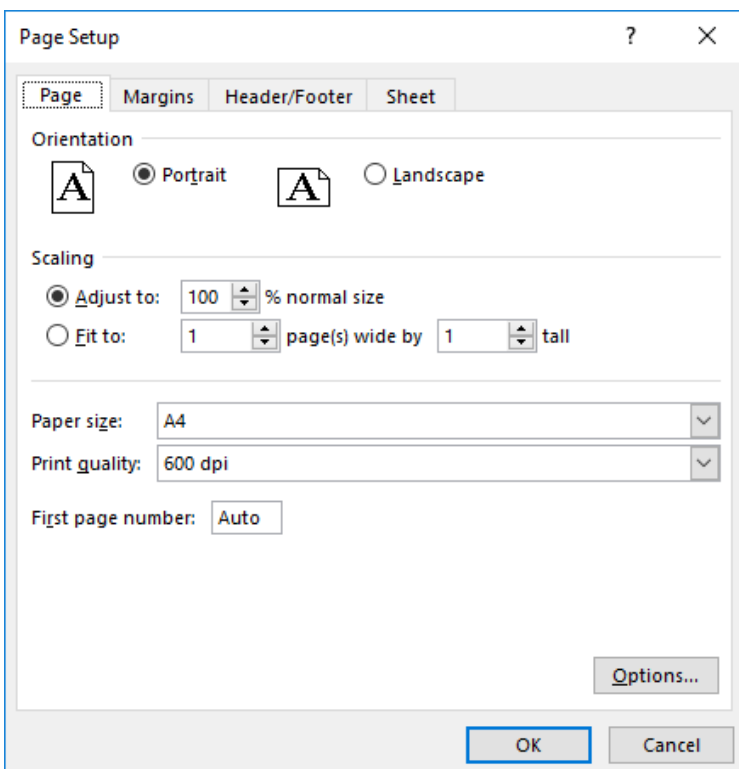 Page Setup ?
Page Margins Header/Footer Sheet
Orientation
A Portrait A Landscape
Scaling
Adjust to: 100 % normal size
Fit to: 1 page(s) wide by 1 tall
Paper size: A4
Print quality: 600 dpi
First page number: Auto
Options...
OK Cancel